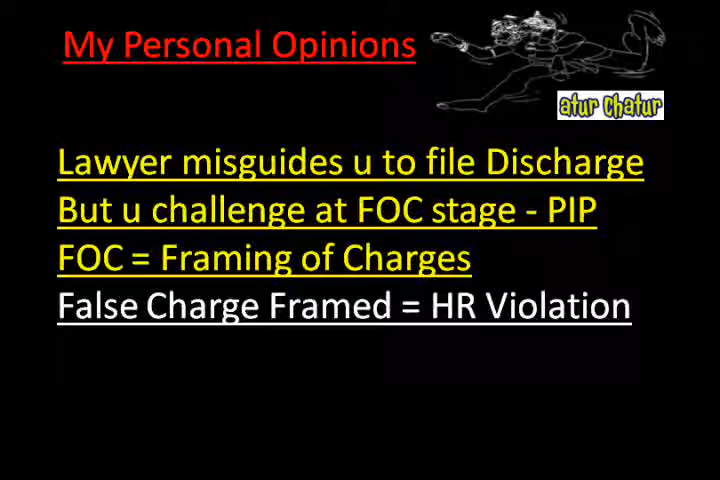 My Personal Opinions
atur chatur
Lawyer misguides u to file Discharge
But u challenge at FOC stage - PIP
FOC = Framing of Charges
False Charge Framed = HR Violation